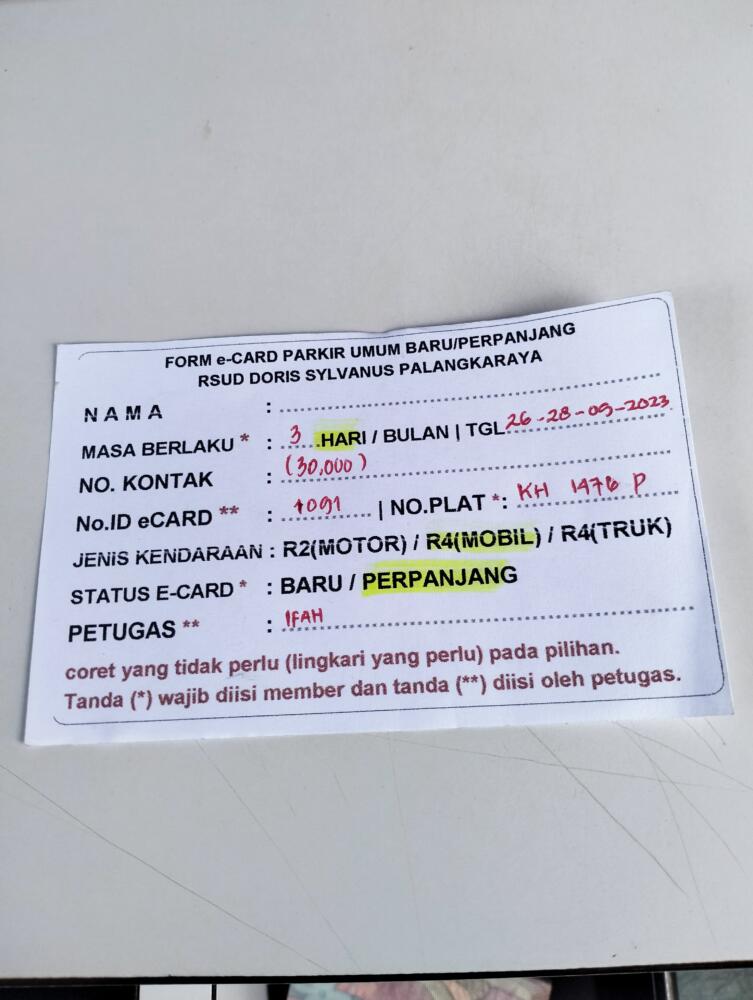 FORM e-CARD PARKIR UMUM BARU/PERPANJANG
RSUD DORIS SYLVANUS PALANGKARAYA
NAMA :
MASA BERLAKU * : 3 HARI / BULAN | TGL 26-28-09-2023
NO. KONTAK : (30,000)
No.ID eCARD ** : 1091 | NO.PLAT *: KH 1476 P
JENIS KENDARAAN : R2(MOTOR) / R4(MOBIL) / R4(TRUK)
STATUS E-CARD * : BARU / PERPANJANG
PETUGAS ** : IFAH
coret yang tidak perlu (lingkari yang perlu) pada pilihan.
Tanda (*) wajib diisi member dan tanda (**) diisi oleh petugas.